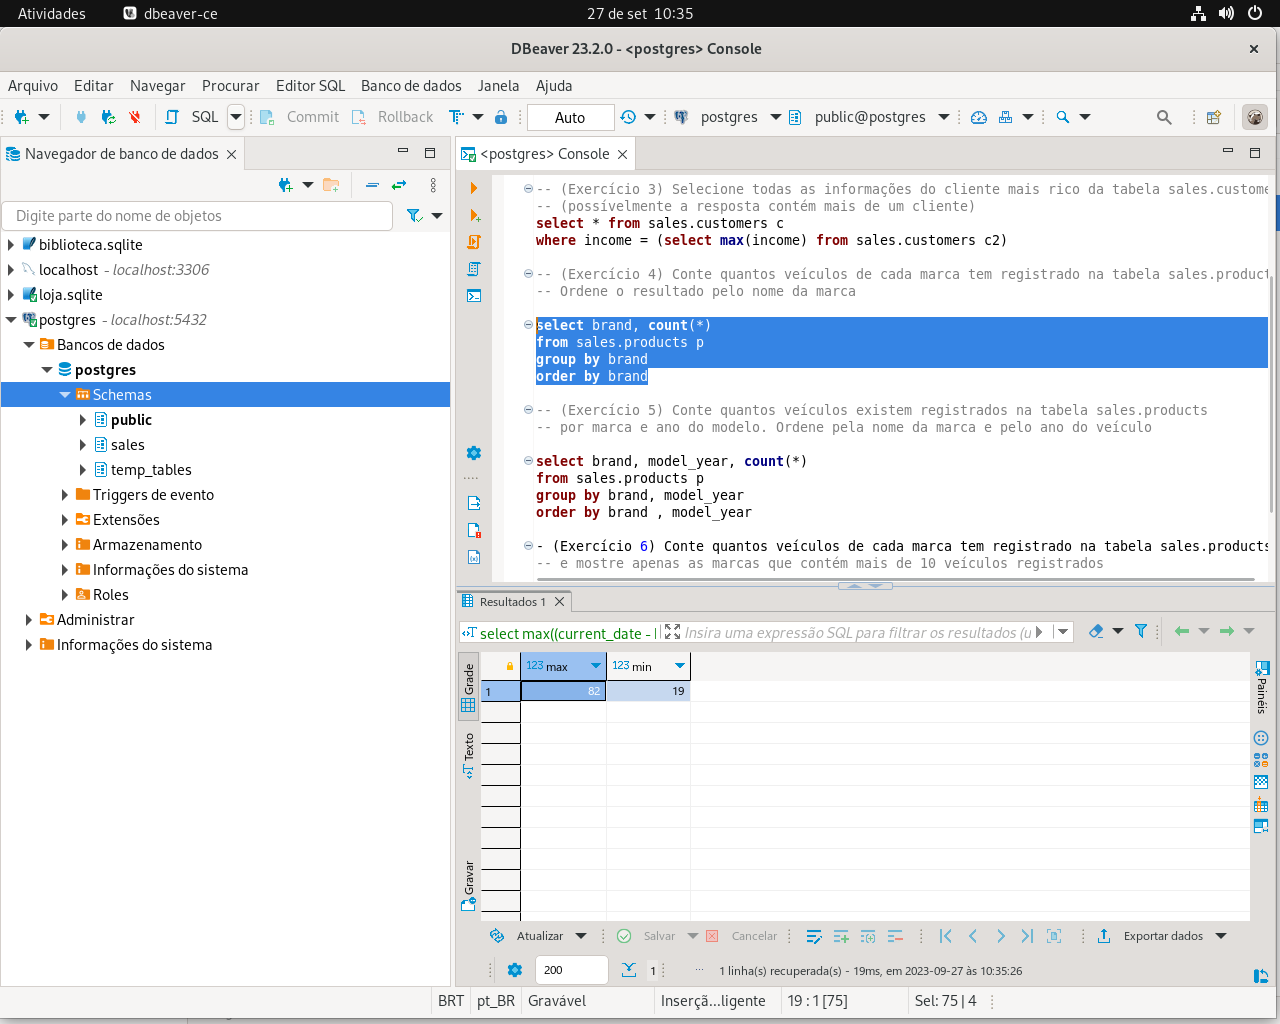 Atividades
dbeaver-ce
27 de set 10:35
DBeaver 23.2.0 - <postgres> Console
Arquivo
Editar
Navegar
Procurar
Editor SQL
Banco de dados
Janela
Ajuda
SQL
Commit
Rollback
Auto
postgres
public@postgres
Navegador de banco de dados
Digite parte do nome de objetos
biblioteca.sqlite
localhost - localhost:3306
loja.sqlite
postgres - localhost:5432
Bancos de dados
postgres
Schemas
public
sales
temp_tables
Triggers de evento
Extensões
Armazenamento
Informações do sistema
Roles
Administrar
Informações do sistema
<postgres> Console
-- (Exercício 3) Selecione todas as informações do cliente mais rico da tabela sales.custome
-- (possívelmente a resposta contém mais de um cliente)
select * from sales.customers c
where income = (select max(income) from sales.customers c2)
-- (Exercício 4) Conte quantos veículos de cada marca tem registrado na tabela sales.product
-- Ordene o resultado pelo nome da marca
select brand, count(*)
from sales.products p
group by brand
order by brand
-- (Exercício 5) Conte quantos veículos existem registrados na tabela sales.products
-- por marca e ano do modelo. Ordene pela nome da marca e pelo ano do veículo
select brand, model_year, count(*)
from sales.products p
group by brand, model_year
order by brand , model_year
- (Exercício 6) Conte quantos veículos de cada marca tem registrado na tabela sales.products
-- e mostre apenas as marcas que contém mais de 10 veículos registrados
Resultados 1
select max((current_date - 
Insira uma expressão SQL para filtrar os resultados (u
Grade
Texto
Gravar
123 max
123 min
1
82
19
Painéis
Atualizar
Salvar
Cancelar
Exportar dados
200
1
1 linha(s) recuperada(s) - 19ms, em 2023-09-27 às 10:35:26
BRT
pt_BR
Gravável
Inserçã...ligente
19 : 1 [75]
Sel: 75 | 4